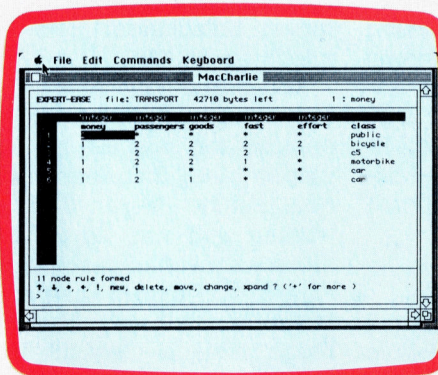 File Edit Commands Keyboard
MacCharlie
EXPERT-EASE file: TRANSPORT 42710 bytes left 1 : money
integer integer integer integer integer
money passengers goods fast effort class
1 * * * * public
2 1 2 2 2 2 bicycle
3 1 2 2 2 1 c5
4 1 2 2 1 * motorbike
5 1 1 * * * car
6 1 2 1 * * car
11 node rule formed
↑, ↓, →, ←, !, new, delete, move, change, xpand ? ('+' for more )
>